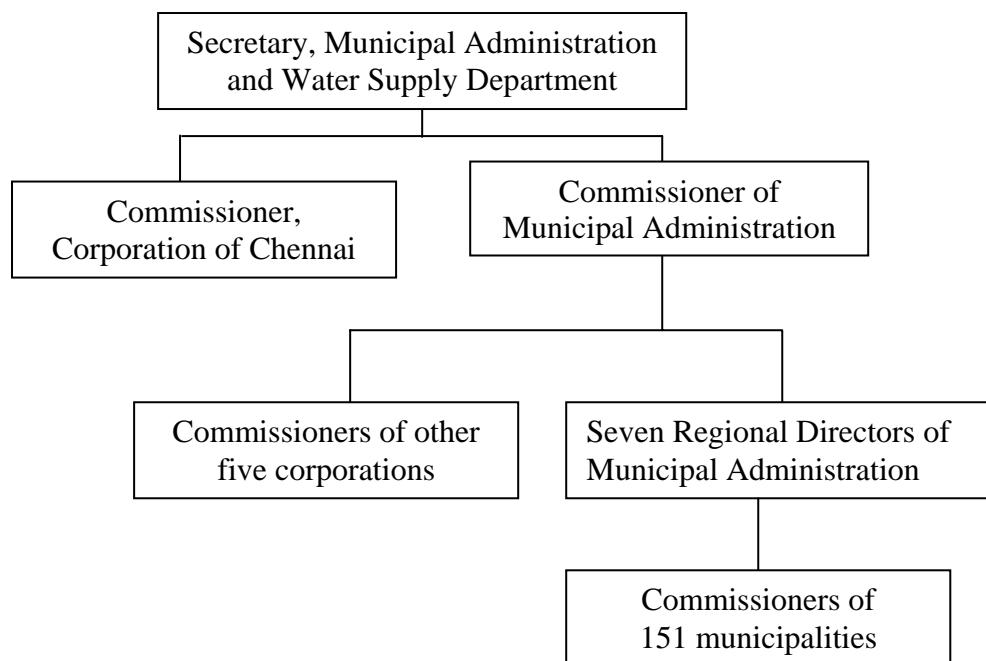 Secretary, Municipal Administration
and Water Supply Department
Commissioner,
Corporation of Chennai
Commissioner of
Municipal Administration
Commissioners of other
five corporations
Seven Regional Directors of
Municipal Administration
Commissioners of
151 municipalities